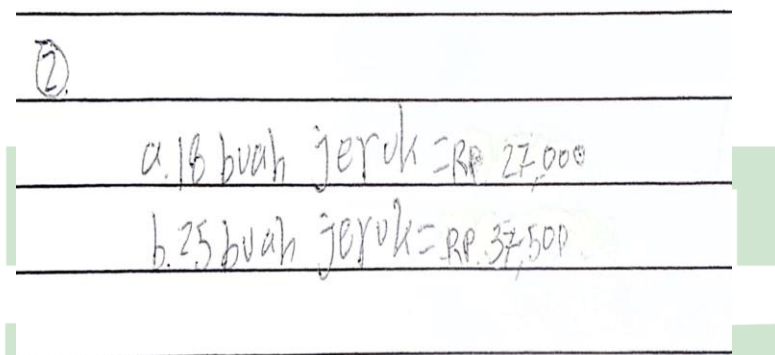 2.
a. 18 buah jeruk = RP. 27,000
b. 25 buah jeruk = RP. 37,500